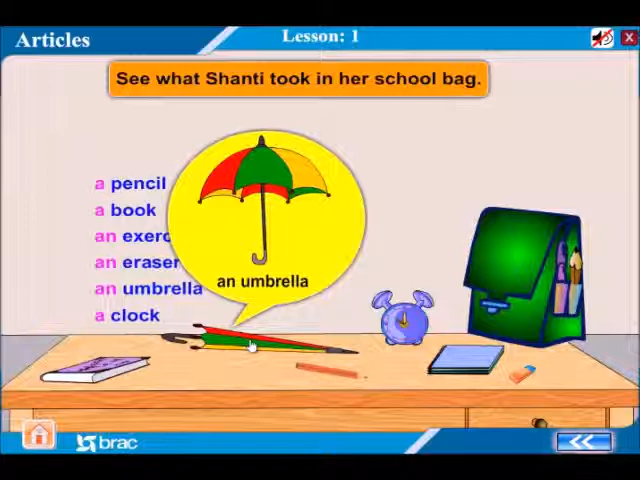 Articles
Lesson: 1
See what Shanti took in her school bag.
a pencil
a book
an exerc
an eraser
an umbrella
a clock
an umbrella
brac